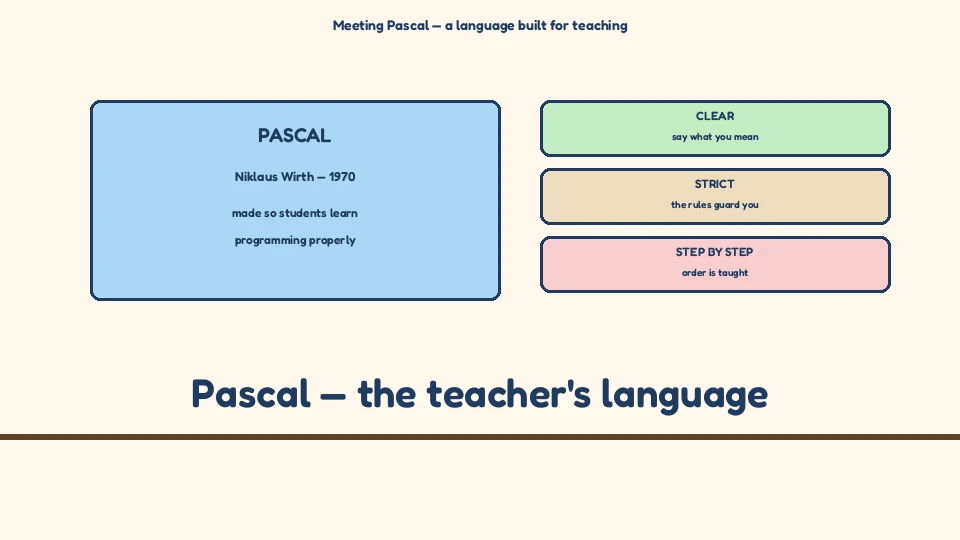 Meeting Pascal — a language built for teaching
PASCAL
Niklaus Wirth — 1970
made so students learn
programming properly
CLEAR
say what you mean
STRICT
the rules guard you
STEP BY STEP
order is taught
Pascal — the teacher's language